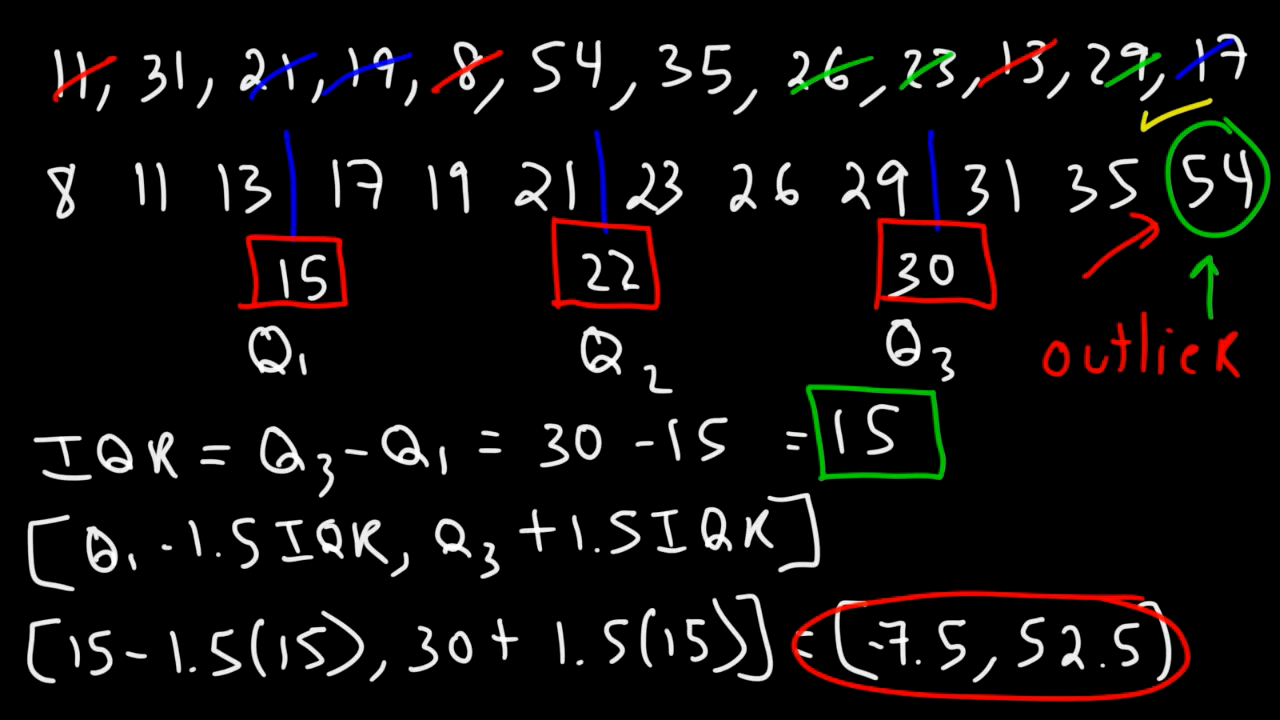 11, 31, 21, 19, 8, 54, 35, 26, 23, 13, 29, 17
8 11 13 17 19 21 23 26 29 31 35 54
15 22 30
Q1 Q2 Q3 outlier
IQR = Q3 - Q1 = 30 - 15 = 15
[Q1 - 1.5 IQR, Q3 + 1.5 IQR]
[15 - 1.5(15), 30 + 1.5(15)] = [-7.5, 52.5]